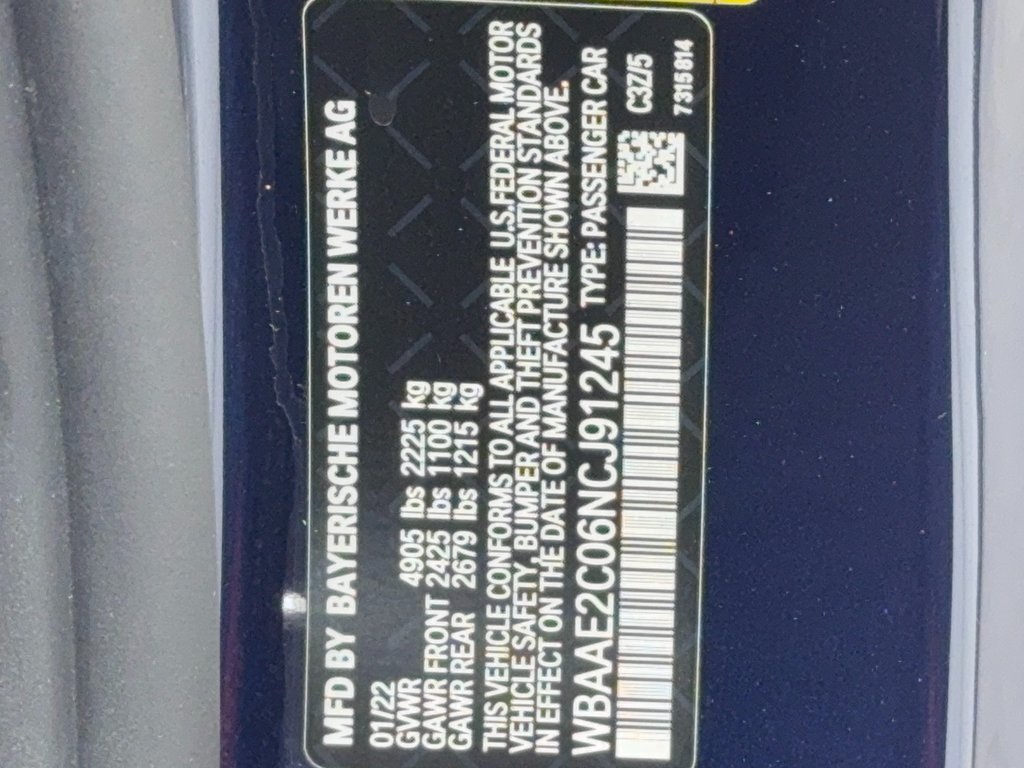 MFD BY BAYERISCHE MOTOREN WERKE AG
01/22
GVWR 4905 lbs 2225 kg
GAWR FRONT 2425 lbs 1100 kg
GAWR REAR 2679 lbs 1215 kg
THIS VEHICLE CONFORMS TO ALL APPLICABLE U.S.FEDERAL MOTOR
VEHICLE SAFETY, BUMPER AND THEFT PREVENTION STANDARDS
IN EFFECT ON THE DATE OF MANUFACTURE SHOWN ABOVE.
WBAAE2C06NCJ91245 TYPE: PASSENGER CAR
C3Z/5
7315814